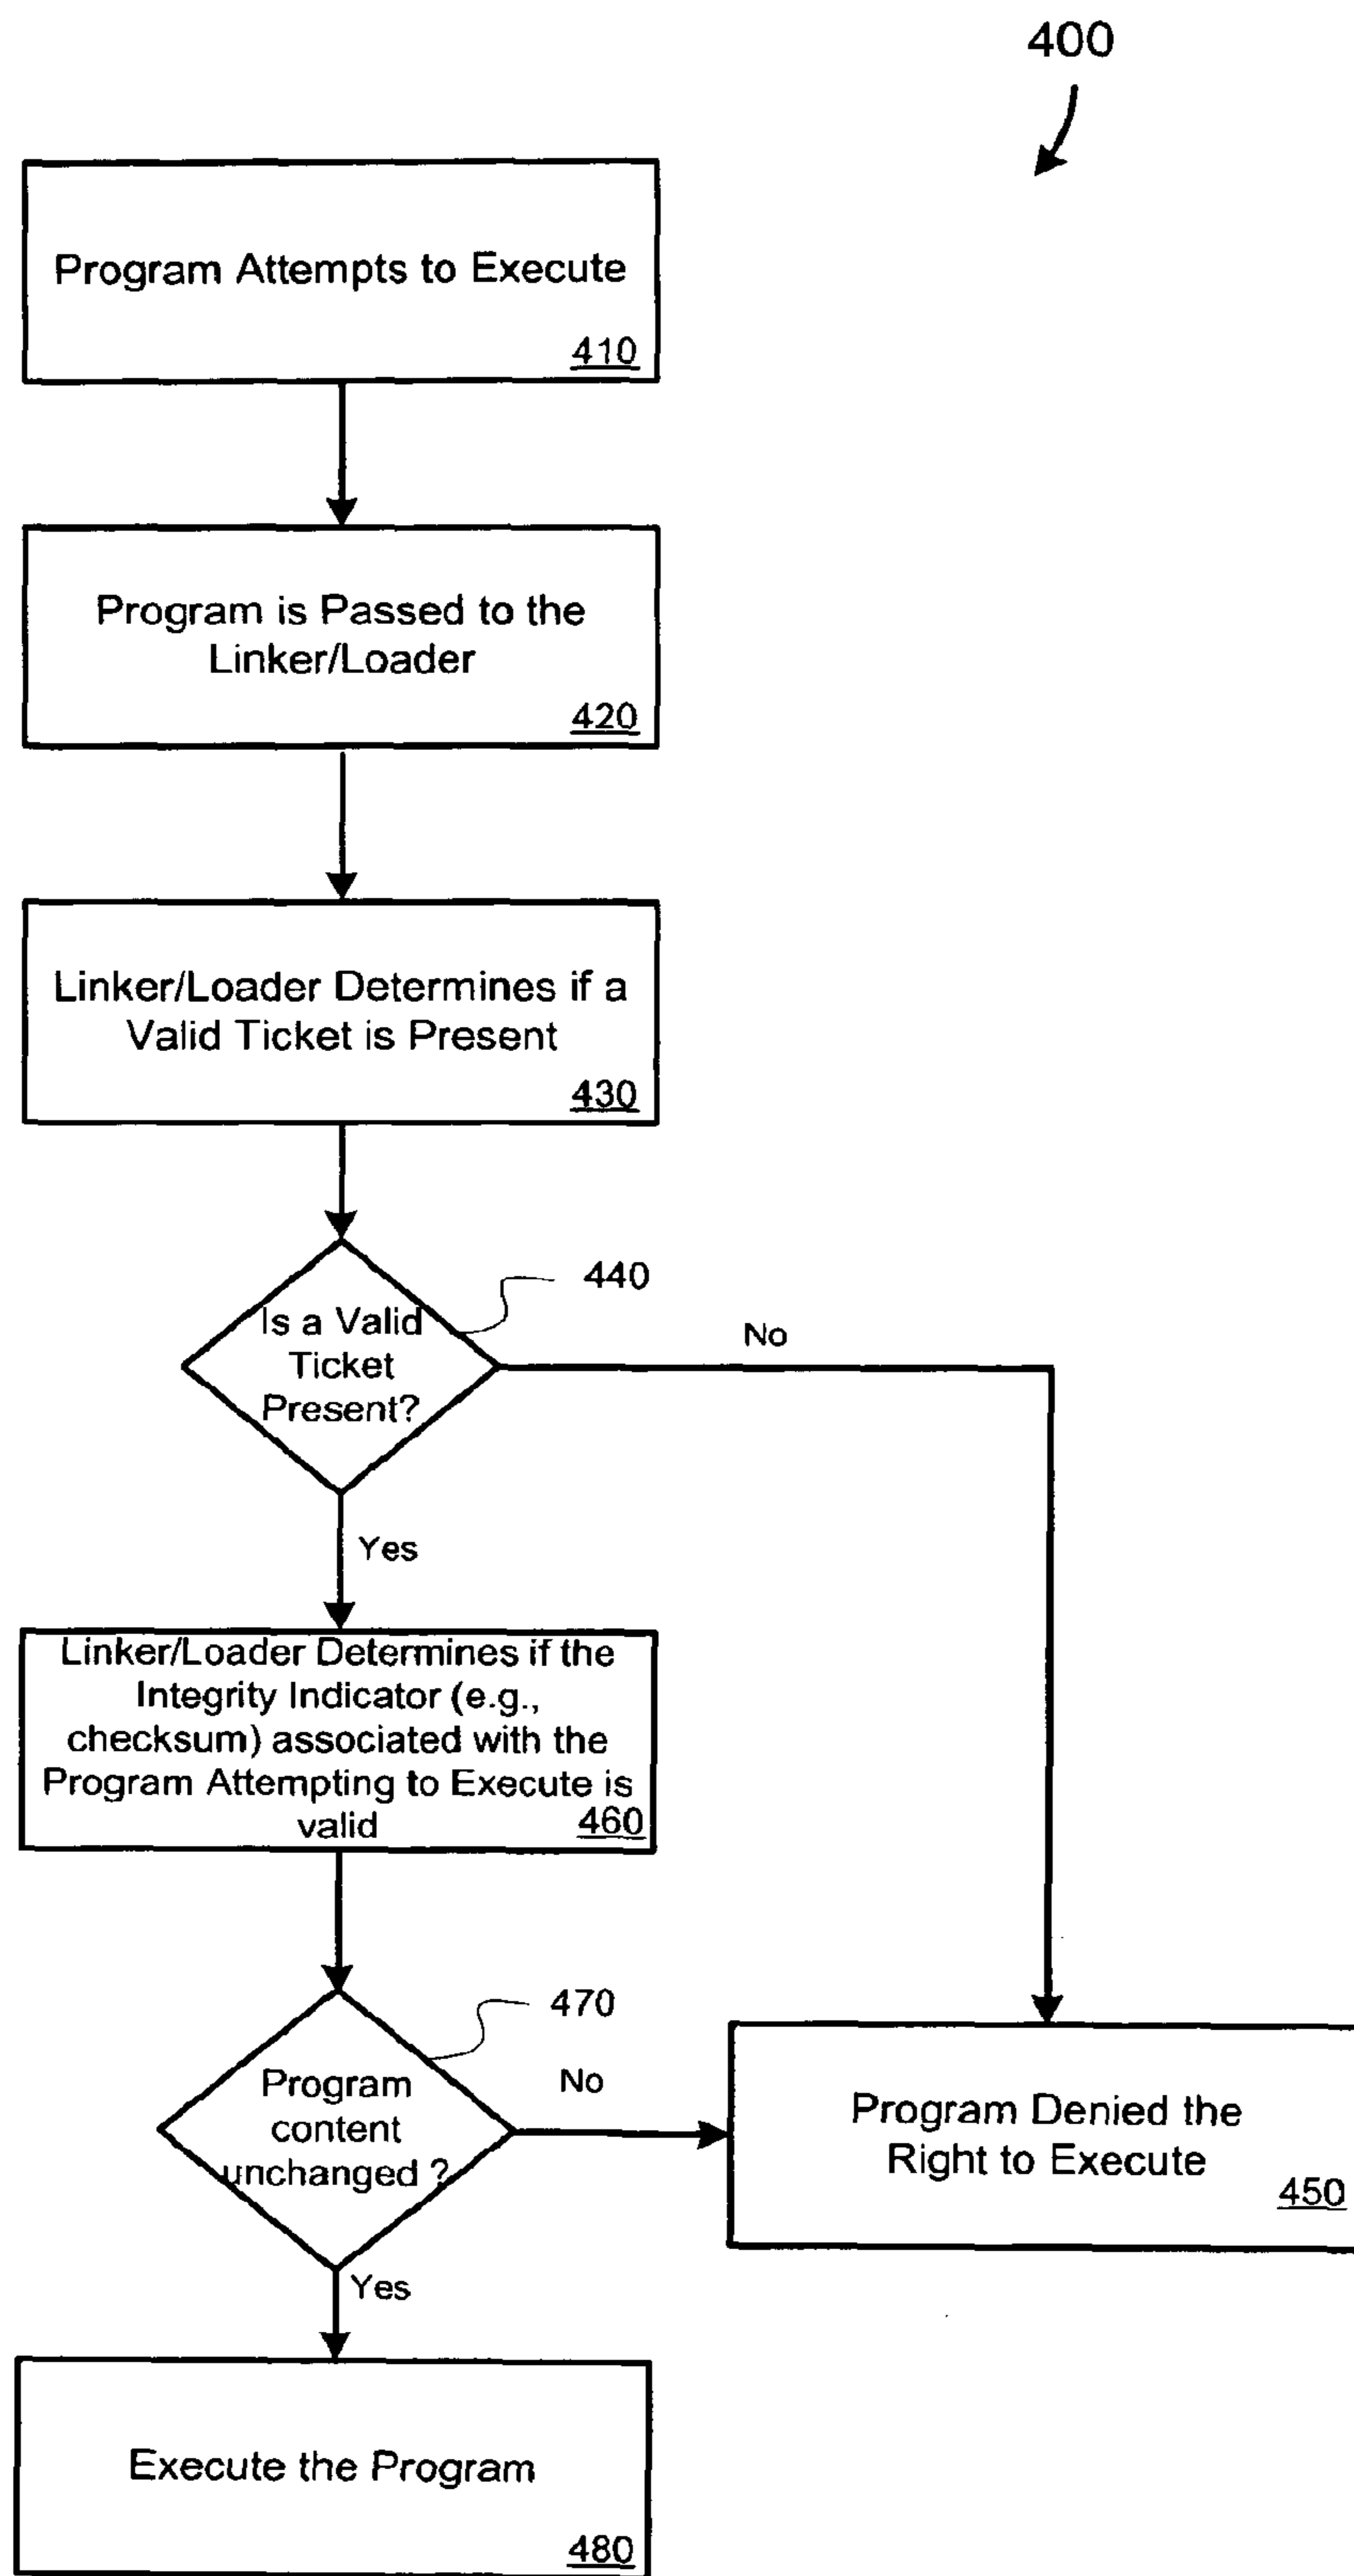 400
Program Attempts to Execute
410
Program is Passed to the
Linker/Loader
420
Linker/Loader Determines if a
Valid Ticket is Present
430
440
Is a Valid
Ticket
Present?
No
Yes
Linker/Loader Determines if the
Integrity Indicator (e.g.,
checksum) associated with the
Program Attempting to Execute is
valid
460
470
Program
content
unchanged ?
No
Program Denied the
Right to Execute
450
Yes
Execute the Program
480